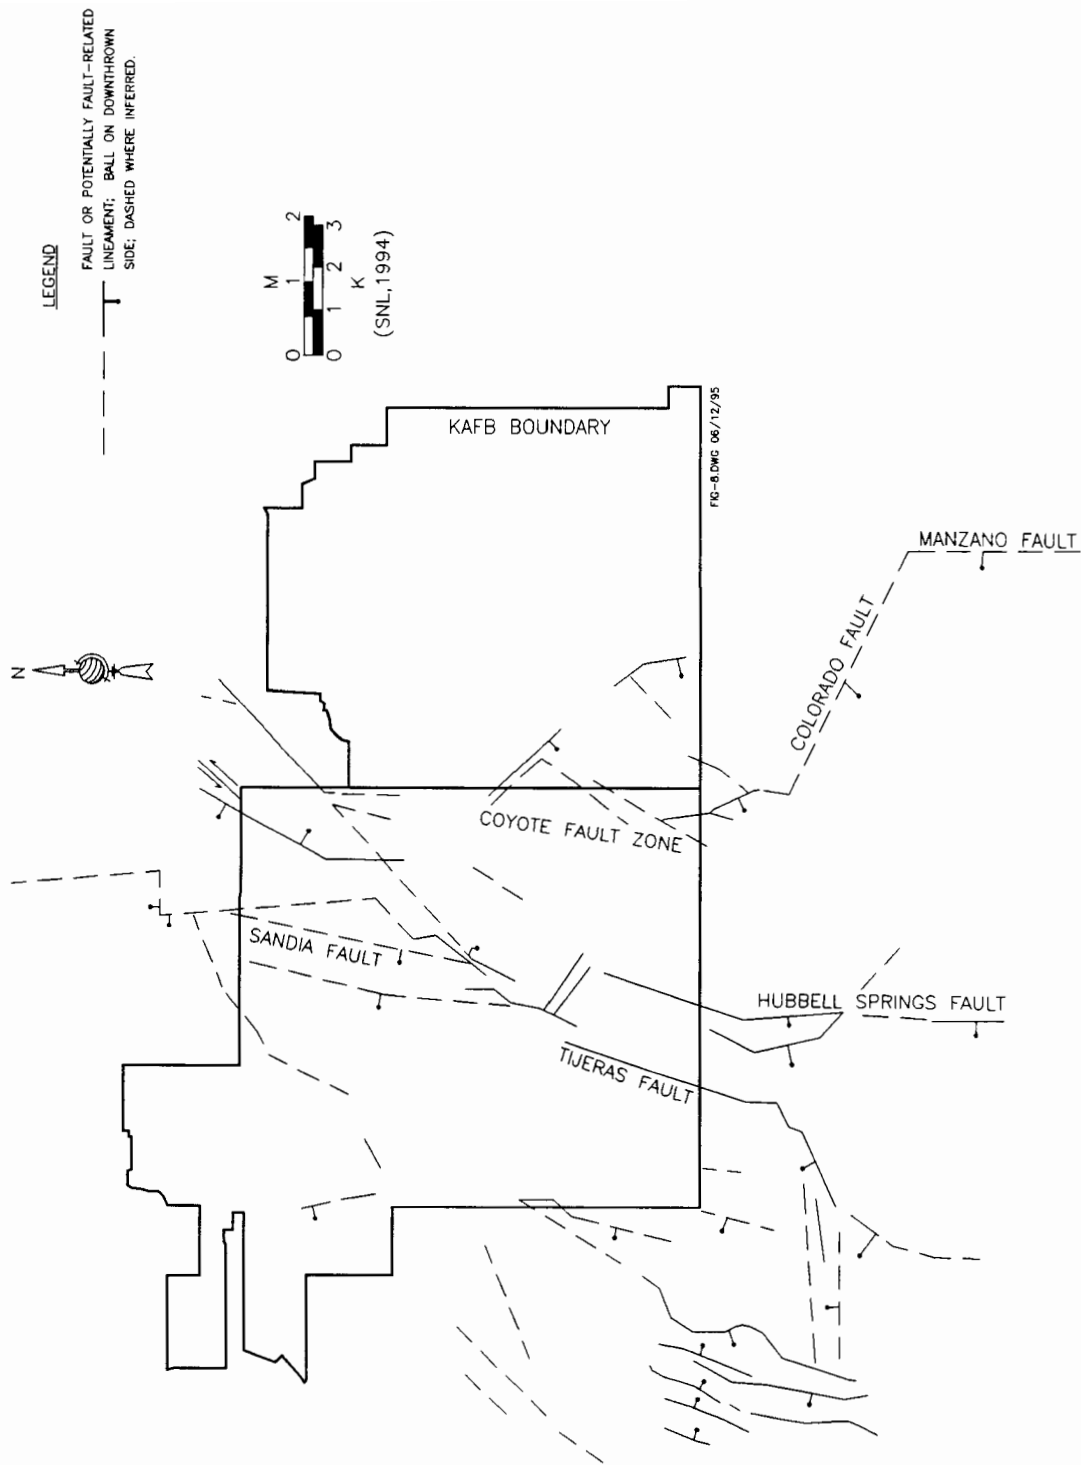 LEGEND
FAULT OR POTENTIALLY FAULT-RELATED
LINEAMENT; BALL ON DOWNTHROWN
SIDE; DASHED WHERE INFERRED.
M
0 1 2
0 1 2 3
K
(SNL,1994)
N
KAFB BOUNDARY
FIG-8.DWG 06/12/95
MANZANO FAULT
COLORADO FAULT
COYOTE FAULT ZONE
SANDIA FAULT
HUBBELL SPRINGS FAULT
TIJERAS FAULT